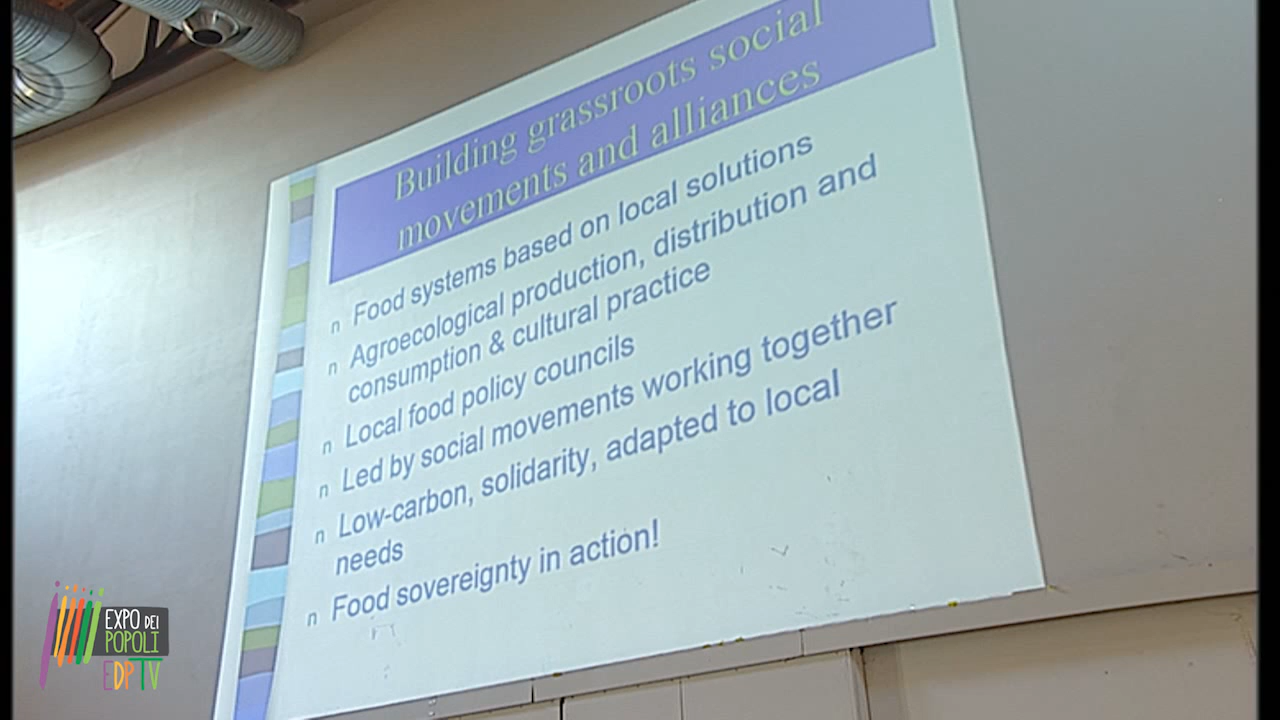 Building grassroots social
movements and alliances
n Food systems based on local solutions
n Agroecological production, distribution and
consumption & cultural practice
n Local food policy councils
n Led by social movements working together
n Low-carbon, solidarity, adapted to local
needs
n Food sovereignty in action!
EXPO DEI
POPOLI
EDPTV